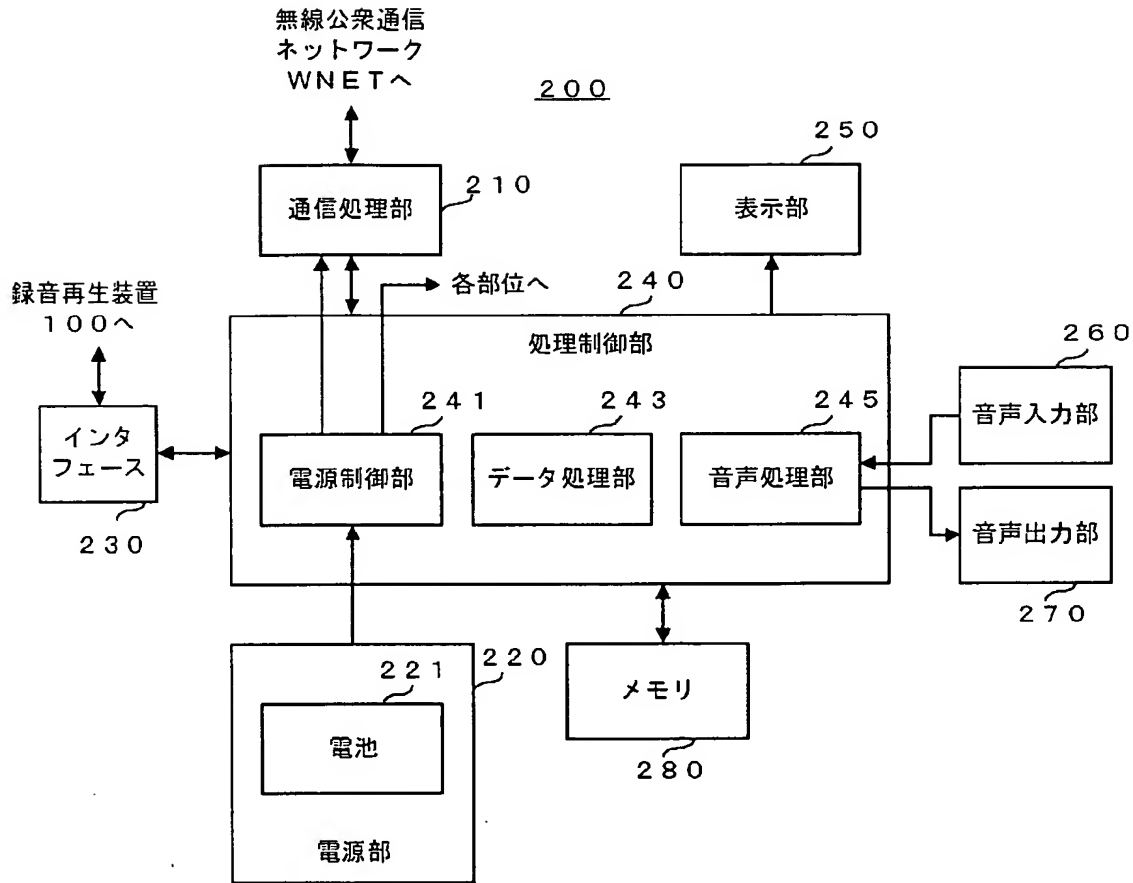 無線公衆通信
ネットワーク
WNETへ
200
250
210
通信処理部
表示部
各部位へ
240
録音再生装置
100へ
処理制御部
260
241
243
245
音声入力部
インタ
フェース
電源制御部
データ処理部
音声処理部
230
音声出力部
270
220
221
電池
メモリ
280
電源部